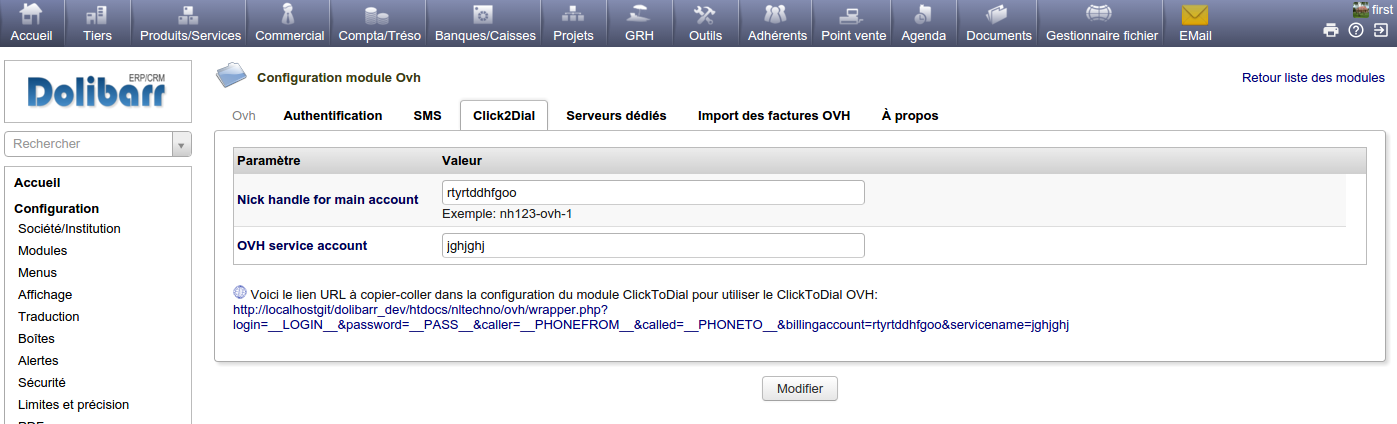 Accueil Tiers Produits/Services Commercial Compta/Tréso Banques/Caisses Projets GRH Outils Adhérents Point vente Agenda Documents Gestionnaire fichier EMail first
ERP/CRM
Dolibarr
Configuration module Ovh Retour liste des modules
Ovh Authentification SMS Click2Dial Serveurs dédiés Import des factures OVH À propos
Rechercher
Paramètre Valeur
Accueil
Nick handle for main account rtyrtddhfgoo
Exemple: nh123-ovh-1
Configuration
Société/Institution
OVH service account jghjghj
Modules
Menus
Affichage
Voici le lien URL à copier-coller dans la configuration du module ClickToDial pour utiliser le ClickToDial OVH:
http://localhostgit/dolibarr_dev/htdocs/nltechno/ovh/wrapper.php?
login=__LOGIN__&password=__PASS__&caller=__PHONEFROM__&called=__PHONETO__&billingaccount=rtyrtddhfgoo&servicename=jghjghj
Traduction
Boîtes
Alertes
Sécurité
Modifier
Limites et précision